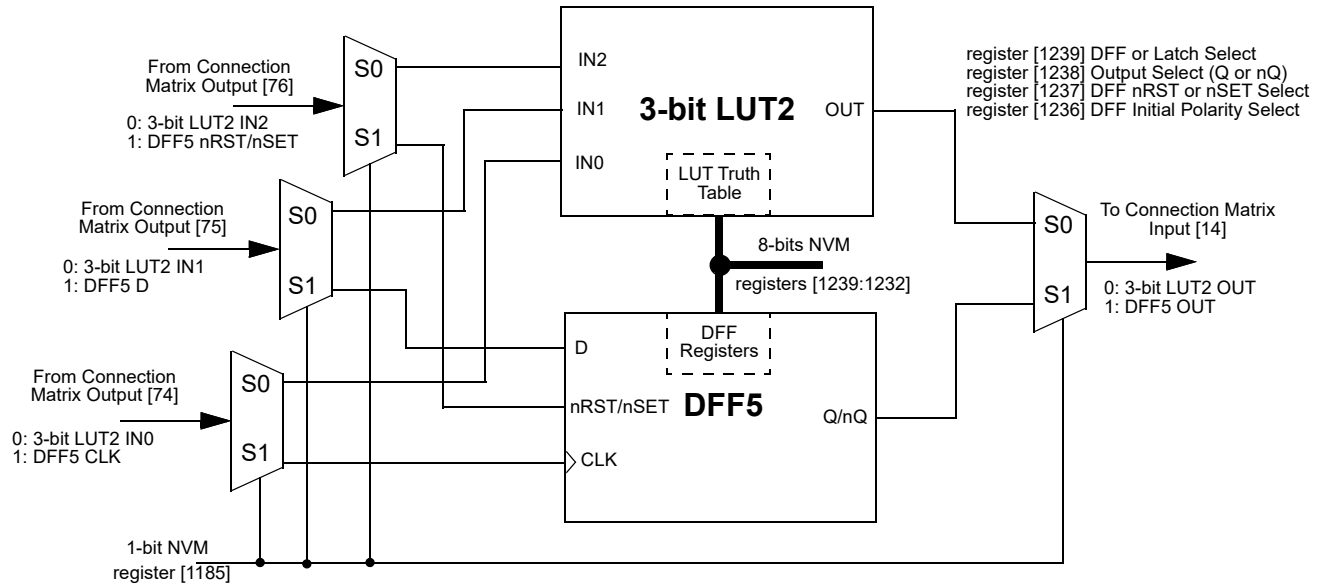 From Connection
Matrix Output [76]
0: 3-bit LUT2 IN2
1: DFF5 nRST/nSET
S0
S1
From Connection
Matrix Output [75]
0: 3-bit LUT2 IN1
1: DFF5 D
S0
S1
From Connection
Matrix Output [74]
0: 3-bit LUT2 IN0
1: DFF5 CLK
S0
S1
1-bit NVM
register [1185]
IN2
IN1
IN0
3-bit LUT2
OUT
LUT Truth
Table
8-bits NVM
registers [1239:1232]
DFF
Registers
D
nRST/nSET
CLK
DFF5
Q/nQ
register [1239] DFF or Latch Select
register [1238] Output Select (Q or nQ)
register [1237] DFF nRST or nSET Select
register [1236] DFF Initial Polarity Select
S0
S1
To Connection Matrix
Input [14]
0: 3-bit LUT2 OUT
1: DFF5 OUT